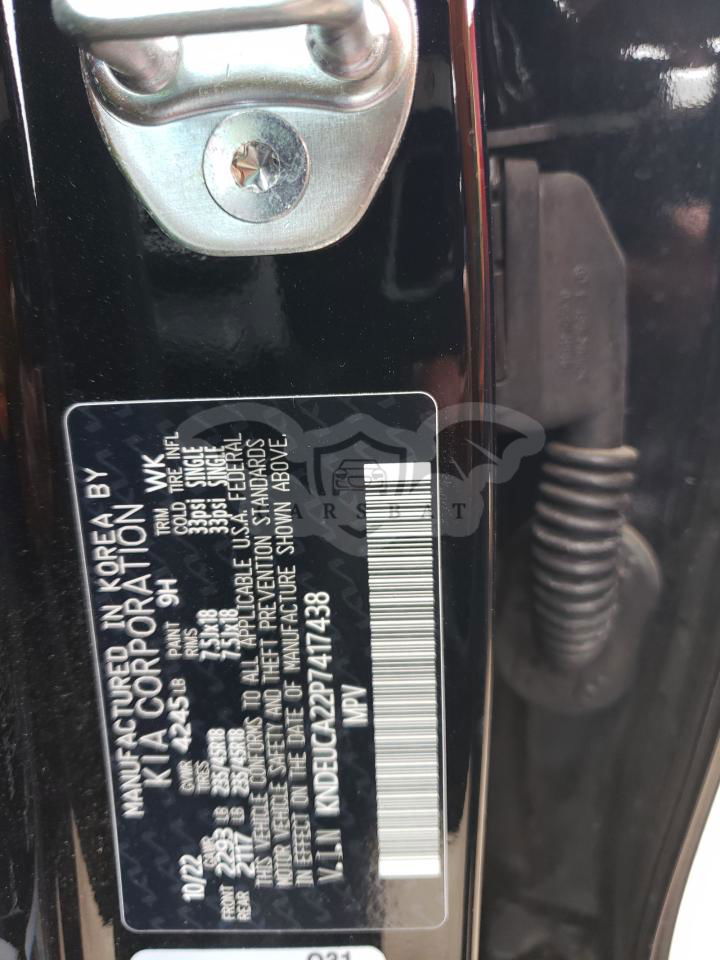 MANUFACTURED IN KOREA BY
KIA CORPORATION
10/22 GVWR 4245 LB PAINT 9H TRIM WK
GAWR TIRES RIMS COLD TIRE INFL
FRONT 2293 LB 235/45R18 7.5Jx18 33psi SINGLE
REAR 2117 LB 235/45R18 7.5Jx18 33psi SINGLE
THIS VEHICLE CONFORMS TO ALL APPLICABLE U.S.A. FEDERAL
MOTOR VEHICLE SAFETY AND THEFT PREVENTION STANDARDS
IN EFFECT ON THE DATE OF MANUFACTURE SHOWN ABOVE.
V.I.N KNDEUCA22P7417438
MPV
CARSBAT